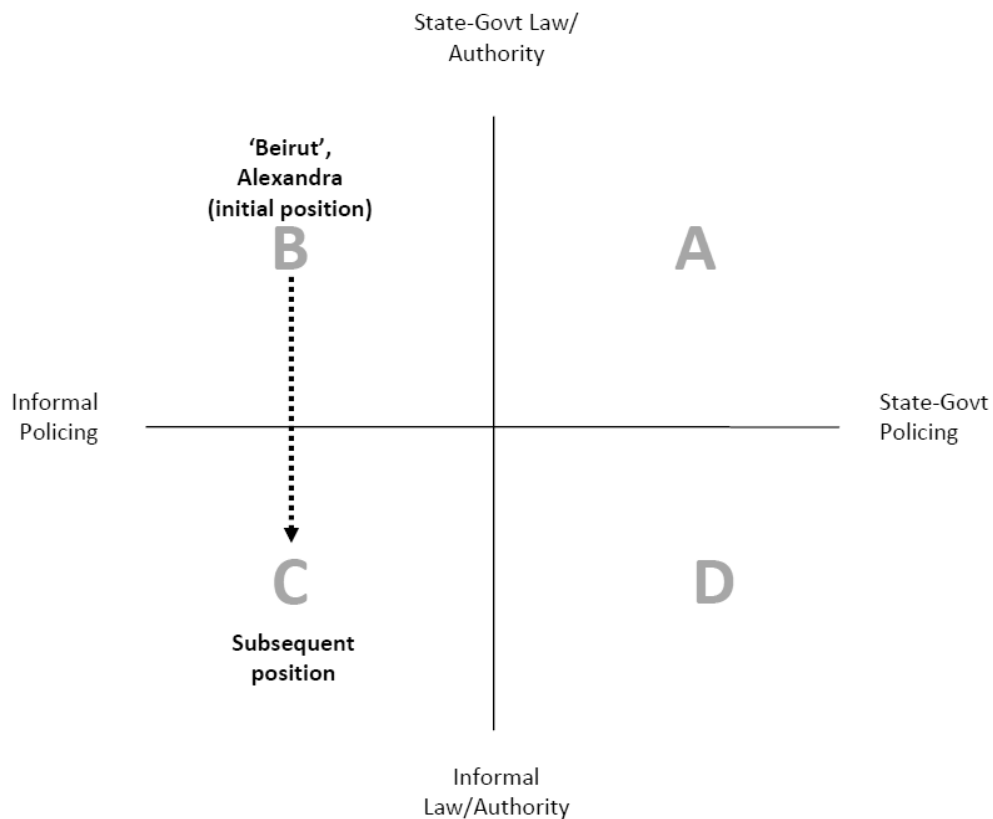 State-Govt Law/
Authority
‘Beirut’,
Alexandra
(initial position)
B
A
Informal
Policing
State-Govt
Policing
C
D
Subsequent
position
Informal
Law/Authority